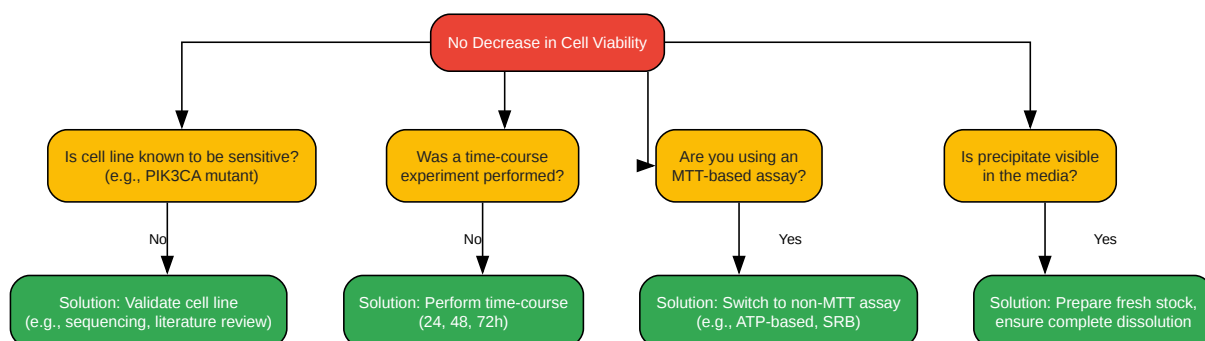 No Decrease in Cell Viability
Is cell line known to be sensitive?
(e.g., PIK3CA mutant)
Was a time-course
experiment performed?
Are you using an
MTT-based assay?
Is precipitate visible
in the media?
No
No
Yes
Yes
Solution: Validate cell line
(e.g., sequencing, literature review)
Solution: Perform time-course
(24, 48, 72h)
Solution: Switch to non-MTT assay
(e.g., ATP-based, SRB)
Solution: Prepare fresh stock,
ensure complete dissolution